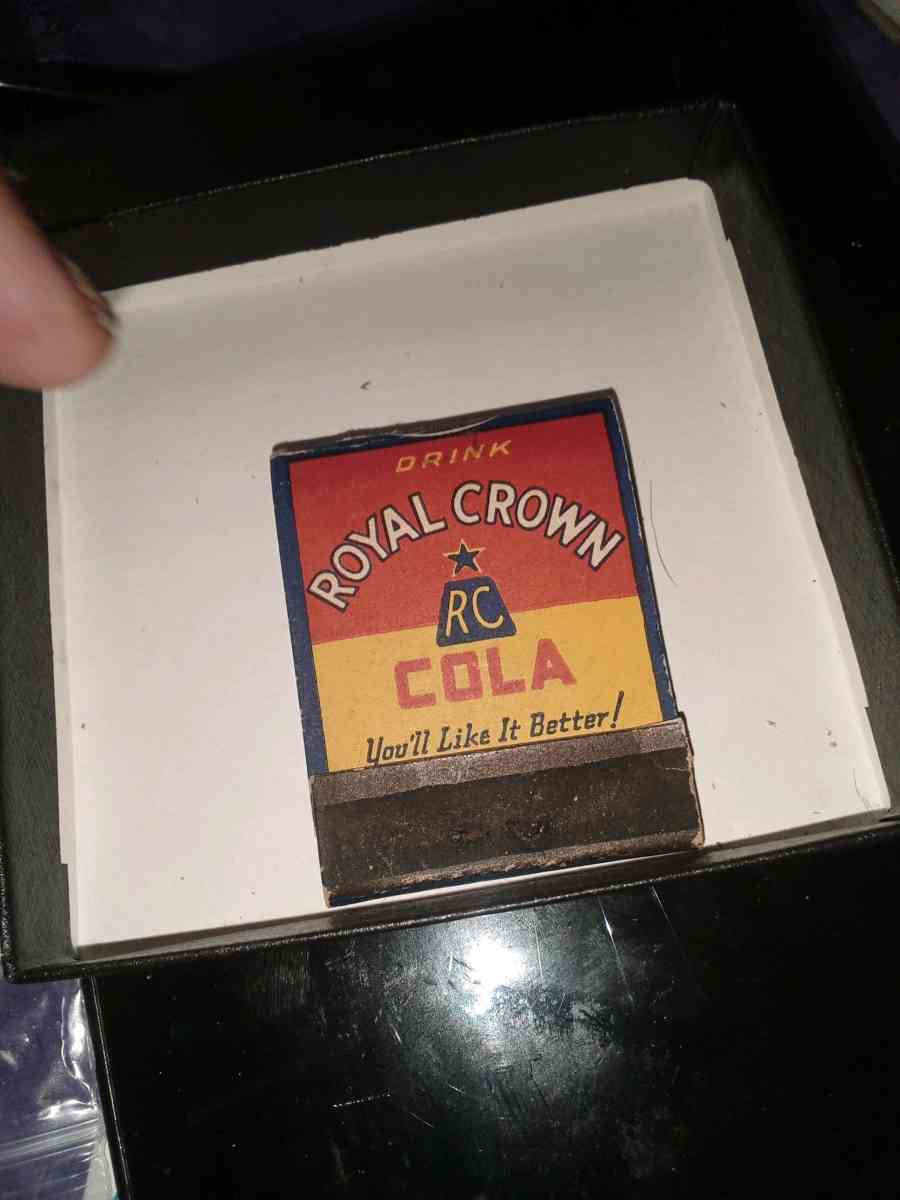 DRINK
ROYAL CROWN
RC
COLA
You'll Like It Better!